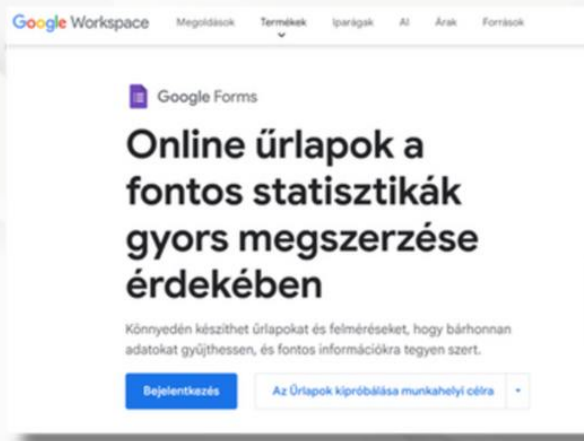 Google Workspace Megoldások Termékek Iparágak AI Árak Források
Google Forms
Online űrlapok a
fontos statisztikák
gyors megszerzése
érdekében
Könnyedén készíthet űrlapokat és felméréseket, hogy bárhonnan
adatokat gyűjthessen, és fontos információkra tegyen szert.
Bejelentkezés Az Űrlapok kipróbálása munkahelyi célra